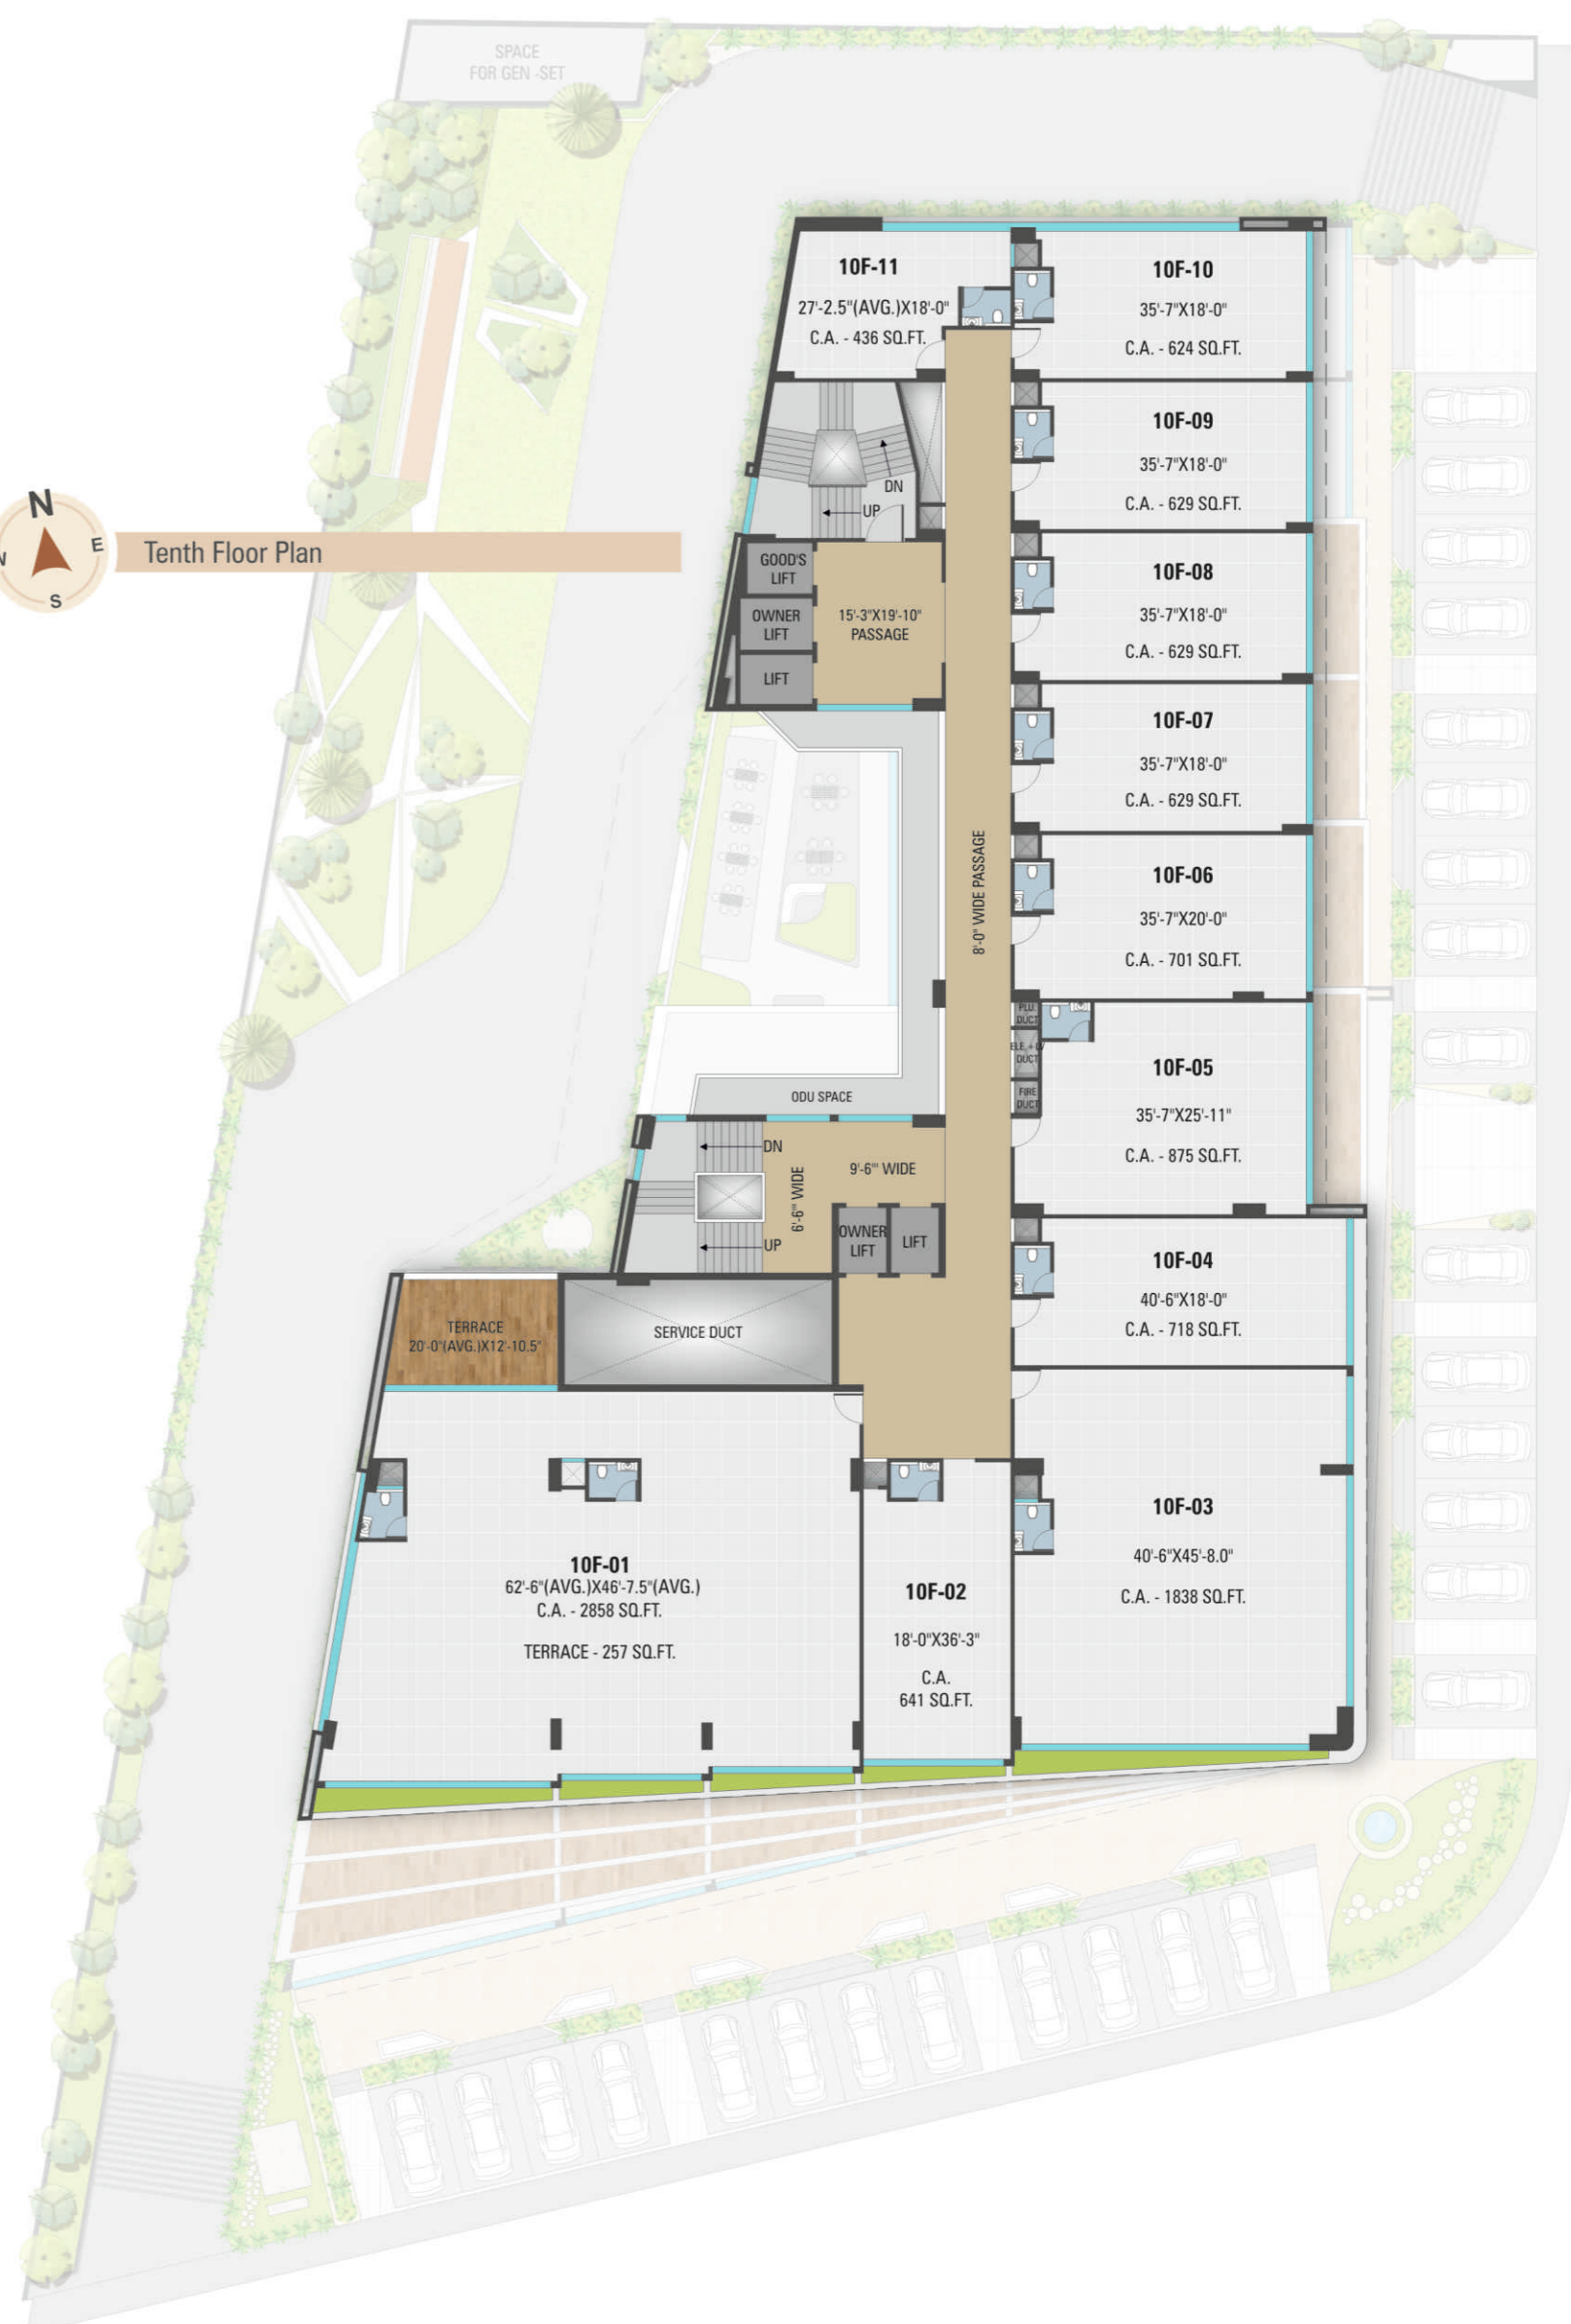 SPACE
FOR GEN -SET
10F-11
27'-2.5"(AVG.)X18'-0"
C.A. - 436 SQ.FT.
10F-10
35'-7"X18'-0"
C.A. - 624 SQ.FT.
10F-09
35'-7"X18'-0"
C.A. - 629 SQ.FT.
DN
UP
N
E
S
Tenth Floor Plan
GOOD'S
LIFT
OWNER
LIFT
LIFT
15'-3"X19'-10"
PASSAGE
10F-08
35'-7"X18'-0"
C.A. - 629 SQ.FT.
10F-07
35'-7"X18'-0"
C.A. - 629 SQ.FT.
8'-0" WIDE PASSAGE
10F-06
35'-7"X20'-0"
C.A. - 701 SQ.FT.
PLU.
DUCT
ELE. + LV
DUCT
FIRE
DUCT
10F-05
35'-7"X25'-11"
C.A. - 875 SQ.FT.
ODU SPACE
DN
6'-6"' WIDE
9'-6"' WIDE
UP
OWNER
LIFT
LIFT
10F-04
40'-6"X18'-0"
C.A. - 718 SQ.FT.
TERRACE
20'-0"(AVG.)X12'-10.5"
SERVICE DUCT
10F-03
40'-6"X45'-8.0"
C.A. - 1838 SQ.FT.
10F-01
62'-6"(AVG.)X46'-7.5"(AVG.)
C.A. - 2858 SQ.FT.
TERRACE - 257 SQ.FT.
10F-02
18'-0"X36'-3"
C.A.
641 SQ.FT.